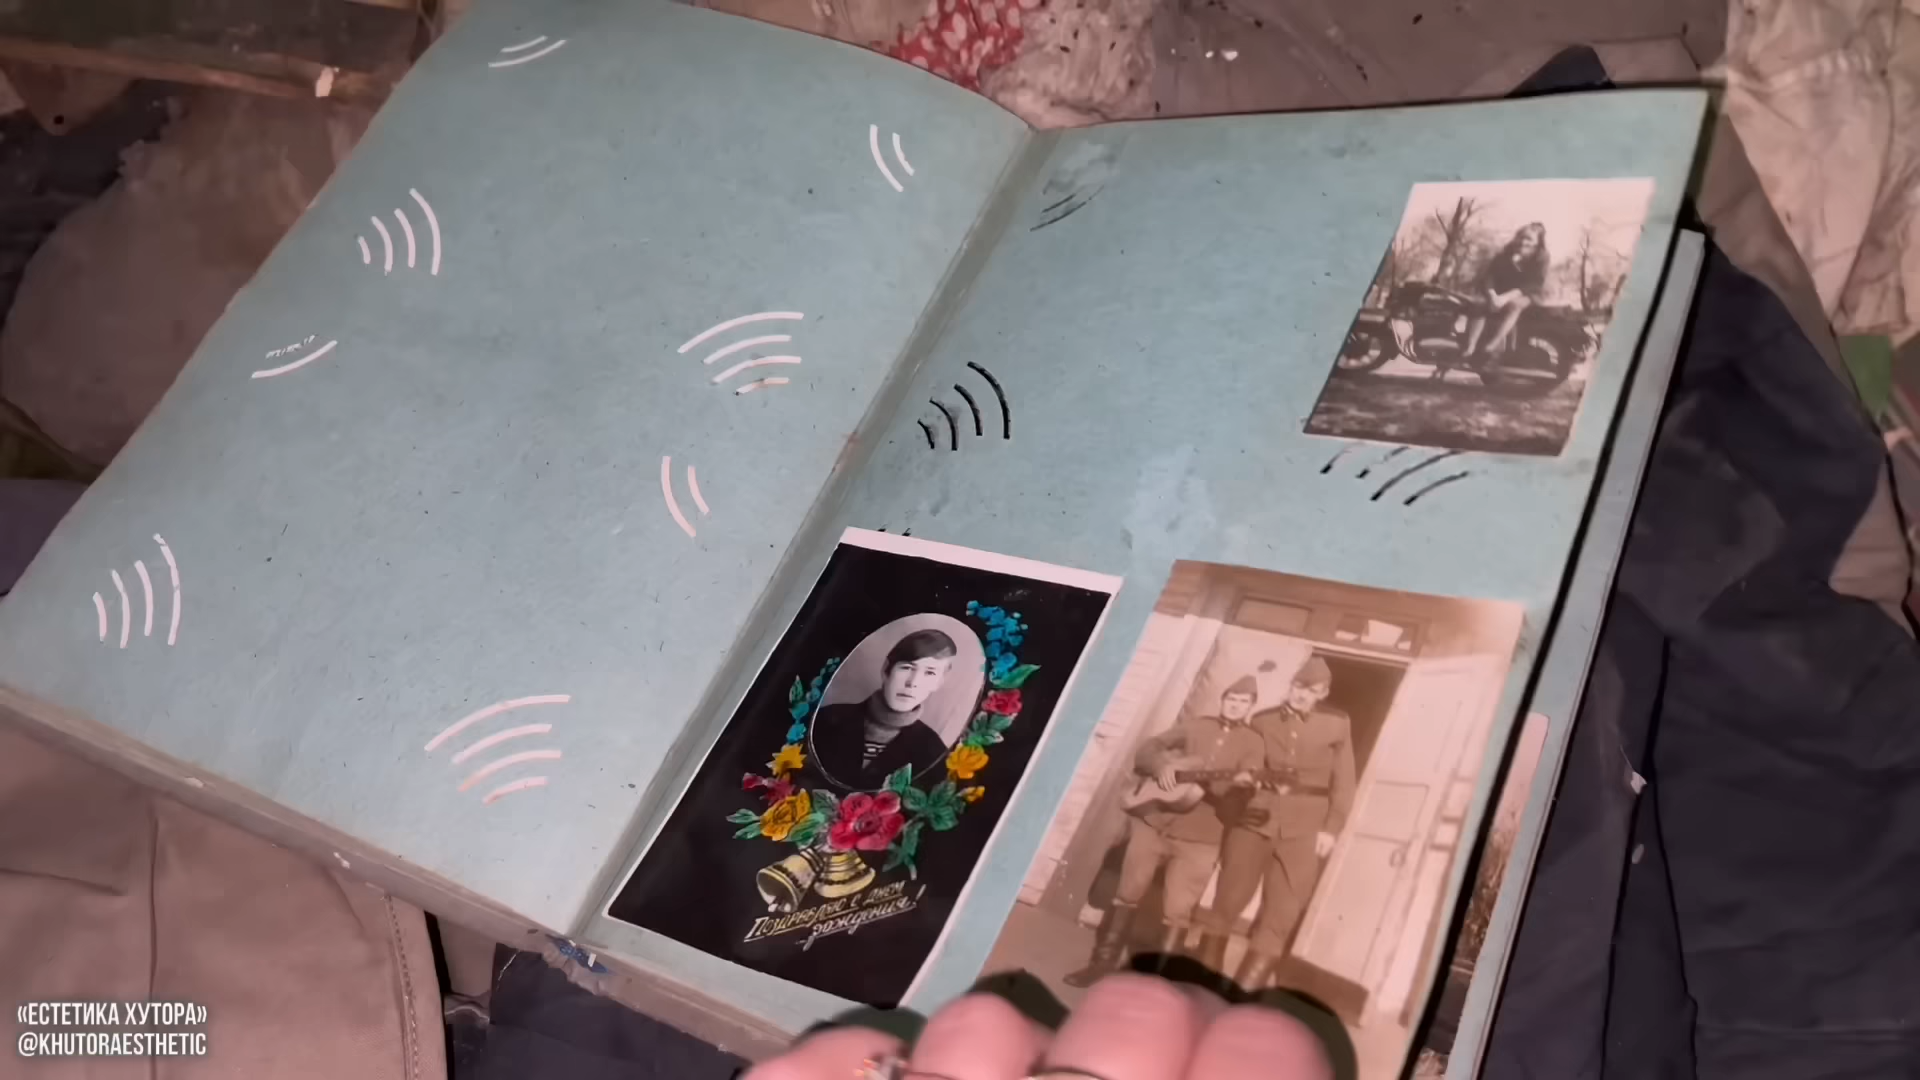 Поздравляю с днем
рождения!
«ЕСТЕТИКА ХУТОРА»
@KHUTORAESTHETIC